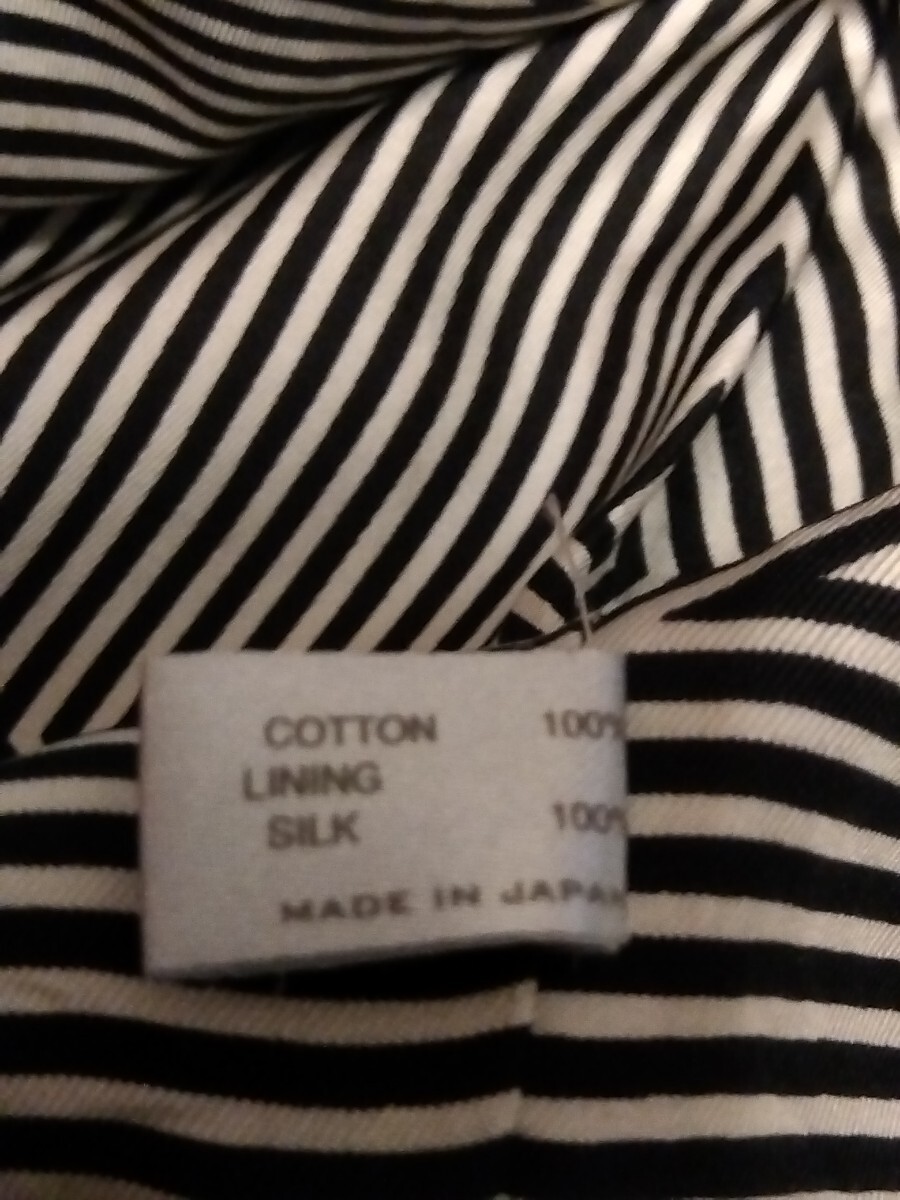 COTTON 100%
LINING
SILK 100%
MADE IN JAPAN